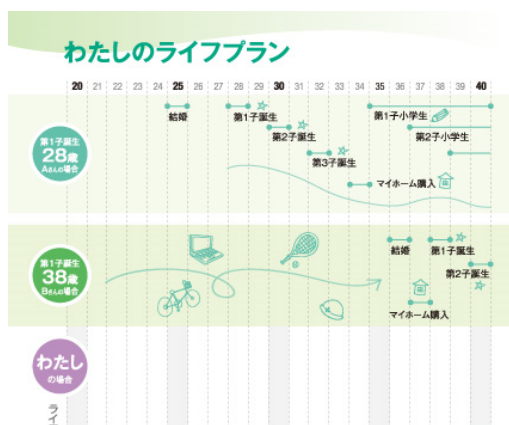 わたしのライフプラン
20 21 22 23 24 25 26 27 28 29 30 31 32 33 34 35 36 37 38 39 40
第1子誕生
28歳
Aさんの場合
結婚
第1子誕生
第2子誕生
第3子誕生
第1子小学生
第2子小学生
マイホーム購入
第1子誕生
38歳
Bさんの場合
結婚
第1子誕生
第2子誕生
マイホーム購入
わたし
の場合
ライ